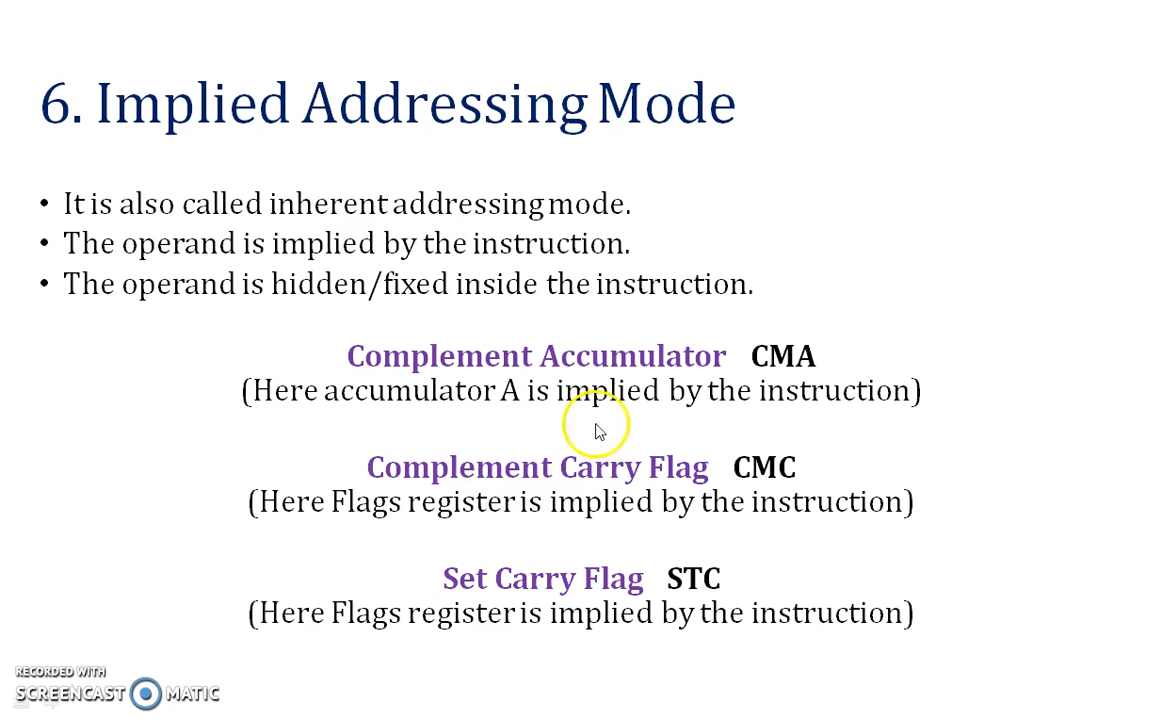 6. Implied Addressing Mode
• It is also called inherent addressing mode.
• The operand is implied by the instruction.
• The operand is hidden/fixed inside the instruction.
Complement Accumulator CMA
(Here accumulator A is implied by the instruction)
Complement Carry Flag CMC
(Here Flags register is implied by the instruction)
Set Carry Flag STC
(Here Flags register is implied by the instruction)
RECORDED WITH
SCREENCAST MATIC